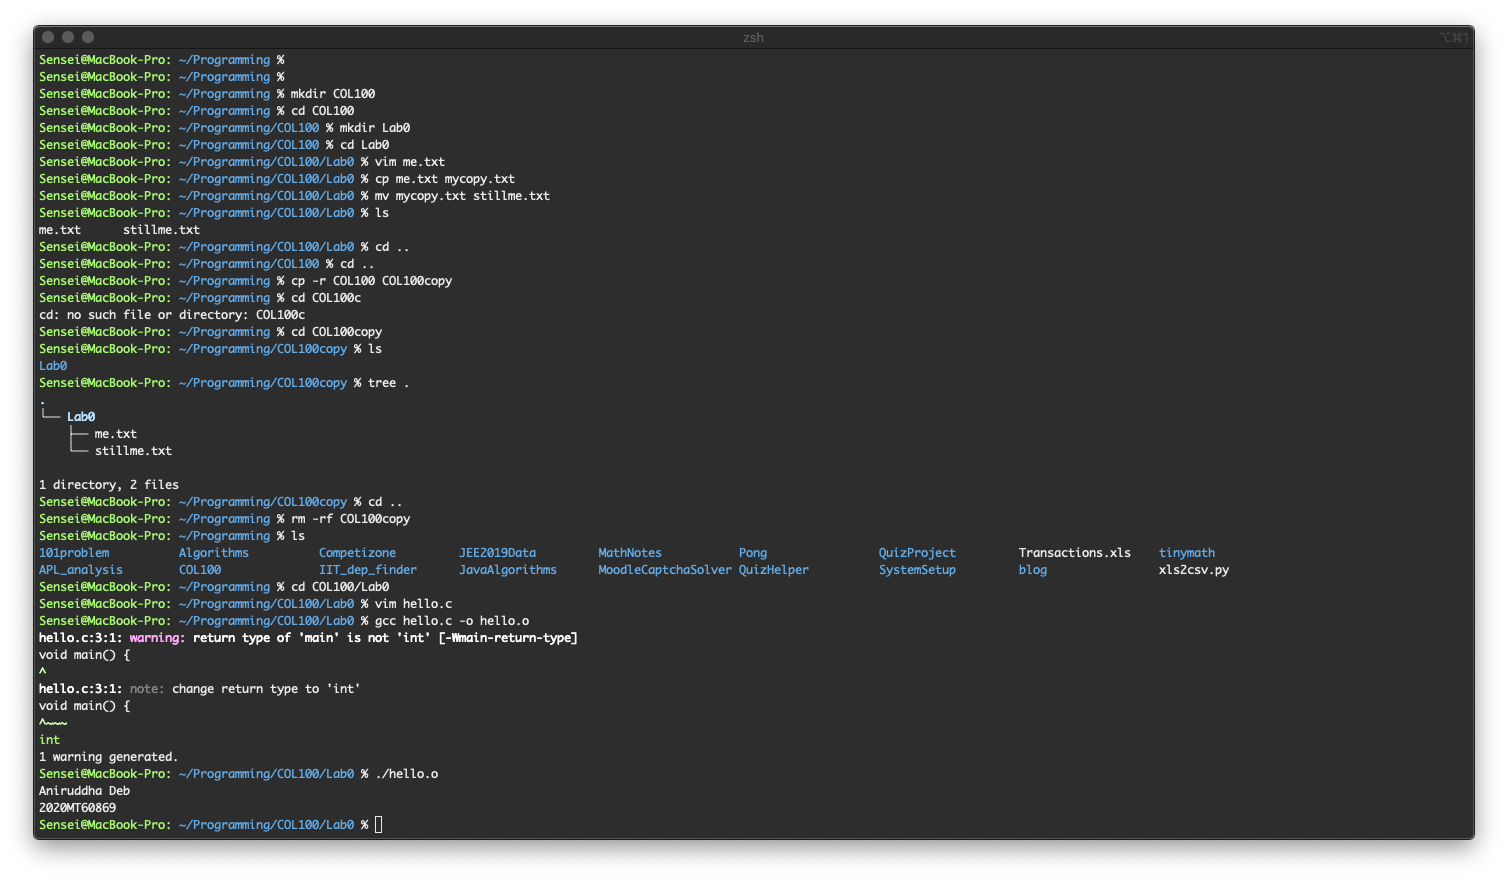 zsh
⌥⌘1
Sensei@MacBook-Pro: ~/Programming %
Sensei@MacBook-Pro: ~/Programming %
Sensei@MacBook-Pro: ~/Programming % mkdir COL100
Sensei@MacBook-Pro: ~/Programming % cd COL100
Sensei@MacBook-Pro: ~/Programming/COL100 % mkdir Lab0
Sensei@MacBook-Pro: ~/Programming/COL100 % cd Lab0
Sensei@MacBook-Pro: ~/Programming/COL100/Lab0 % vim me.txt
Sensei@MacBook-Pro: ~/Programming/COL100/Lab0 % cp me.txt mycopy.txt
Sensei@MacBook-Pro: ~/Programming/COL100/Lab0 % mv mycopy.txt stillme.txt
Sensei@MacBook-Pro: ~/Programming/COL100/Lab0 % ls
me.txt      stillme.txt
Sensei@MacBook-Pro: ~/Programming/COL100/Lab0 % cd ..
Sensei@MacBook-Pro: ~/Programming/COL100 % cd ..
Sensei@MacBook-Pro: ~/Programming % cp -r COL100 COL100copy
Sensei@MacBook-Pro: ~/Programming % cd COL100c
cd: no such file or directory: COL100c
Sensei@MacBook-Pro: ~/Programming % cd COL100copy
Sensei@MacBook-Pro: ~/Programming/COL100copy % ls
Lab0
Sensei@MacBook-Pro: ~/Programming/COL100copy % tree .
.
└── Lab0
    ├── me.txt
    └── stillme.txt
1 directory, 2 files
Sensei@MacBook-Pro: ~/Programming/COL100copy % cd ..
Sensei@MacBook-Pro: ~/Programming % rm -rf COL100copy
Sensei@MacBook-Pro: ~/Programming % ls
101problem          Algorithms          Competizone         JEE2019Data         MathNotes           Pong                QuizProject         Transactions.xls    tinymath
APL_analysis        COL100              IIT_dep_finder      JavaAlgorithms      MoodleCaptchaSolver QuizHelper          SystemSetup         blog                xls2csv.py
Sensei@MacBook-Pro: ~/Programming % cd COL100/Lab0
Sensei@MacBook-Pro: ~/Programming/COL100/Lab0 % vim hello.c
Sensei@MacBook-Pro: ~/Programming/COL100/Lab0 % gcc hello.c -o hello.o
hello.c:3:1: warning: return type of 'main' is not 'int' [-Wmain-return-type]
void main() {
^
hello.c:3:1: note: change return type to 'int'
void main() {
^~~~
int
1 warning generated.
Sensei@MacBook-Pro: ~/Programming/COL100/Lab0 % ./hello.o
Aniruddha Deb
2020MT60869
Sensei@MacBook-Pro: ~/Programming/COL100/Lab0 %